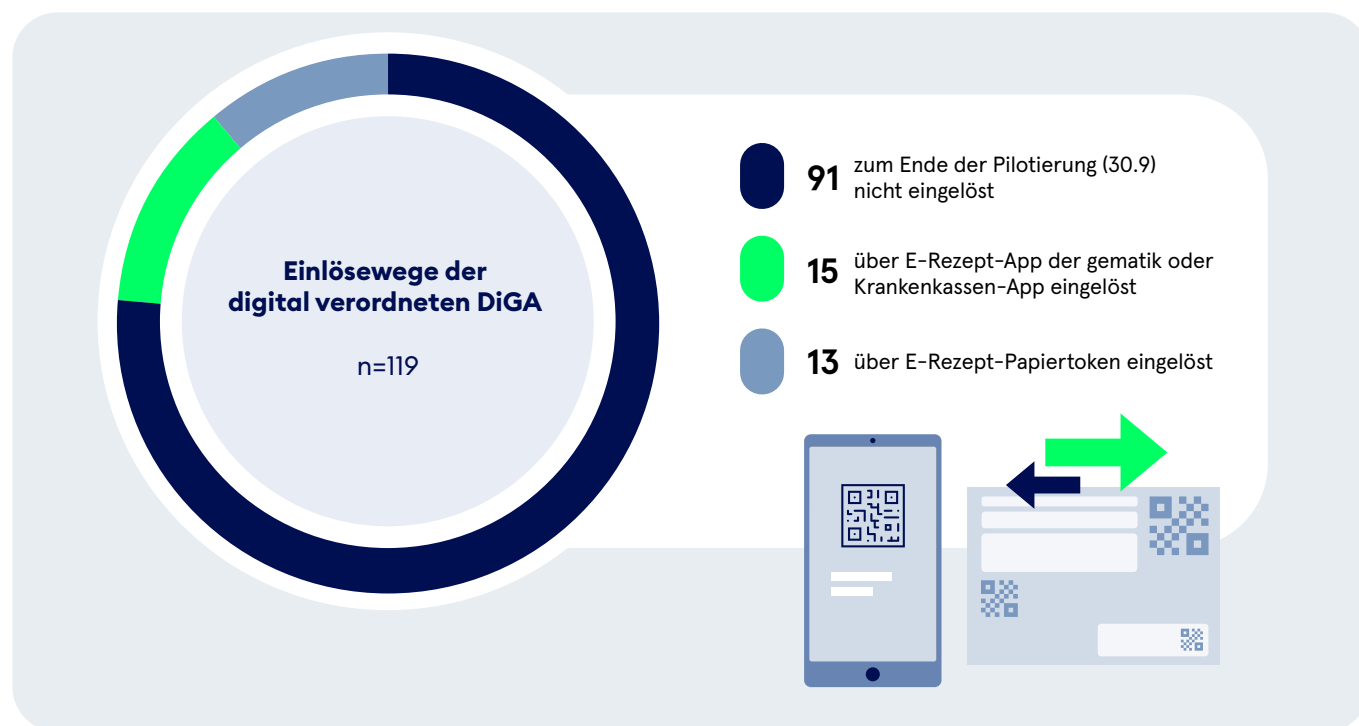 Einlösewege der
digital verordneten DiGA
n=119
91 zum Ende der Pilotierung (30.9)
nicht eingelöst
15 über E-Rezept-App der gematik oder
Krankenkassen-App eingelöst
13 über E-Rezept-Papiertoken eingelöst